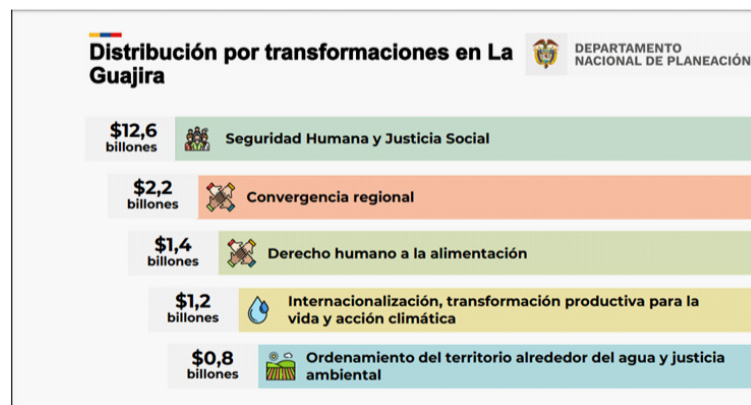 Distribución por transformaciones en La
Guajira
DEPARTAMENTO
NACIONAL DE PLANEACIÓN
$12,6
billones
Seguridad Humana y Justicia Social
$2,2
billones
Convergencia regional
$1,4
billones
Derecho humano a la alimentación
$1,2
billones
Internacionalización, transformación productiva para la
vida y acción climática
$0,8
billones
Ordenamiento del territorio alrededor del agua y justicia
ambiental